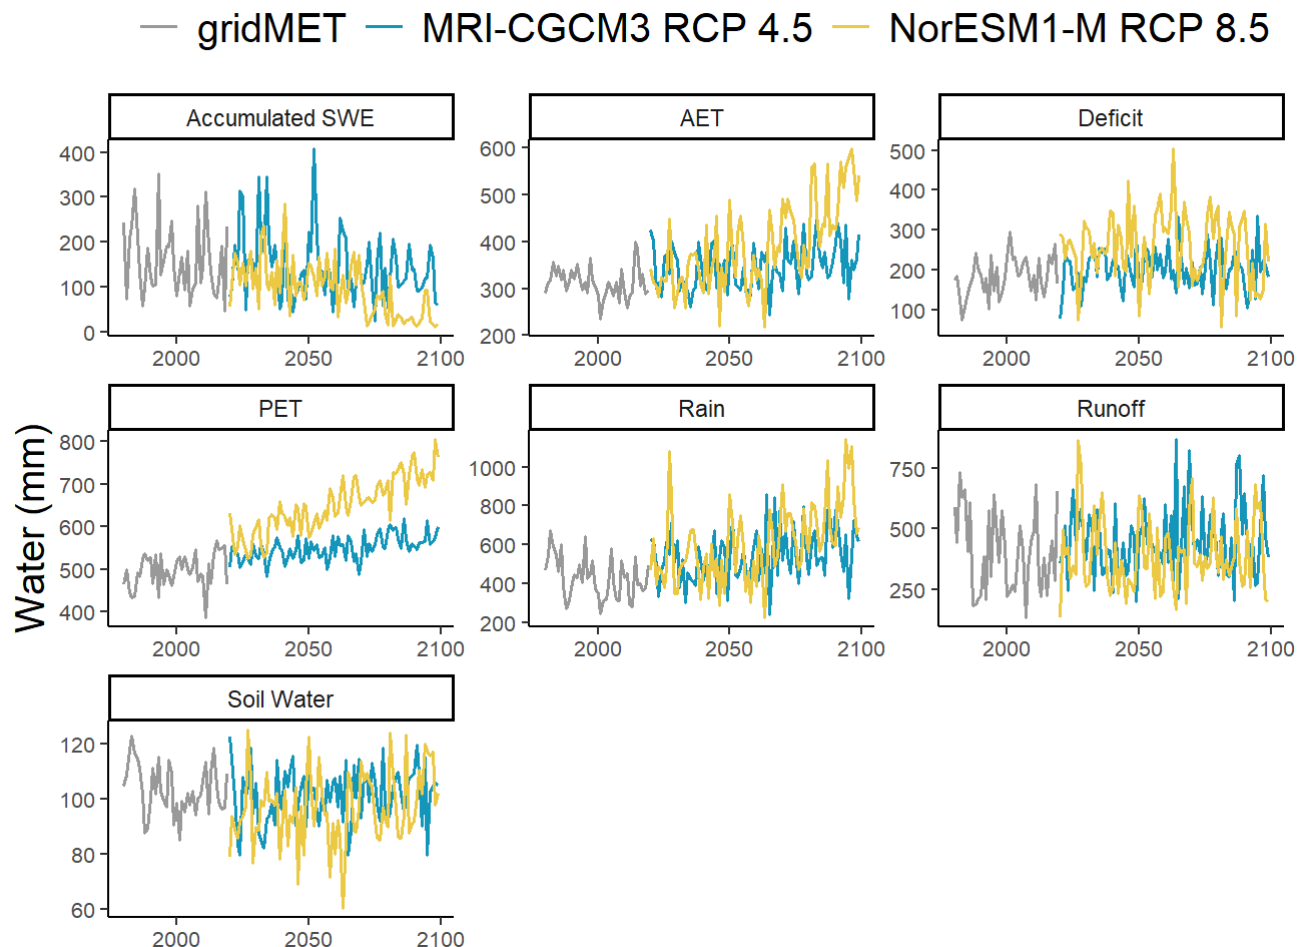 gridMET MRI-CGCM3 RCP 4.5 NorESM1-M RCP 8.5
Water (mm)
Accumulated SWE
400
300
200
100
0
2000 2050 2100
AET
600
500
400
300
200
2000 2050 2100
Deficit
500
400
300
200
100
2000 2050 2100
PET
800
700
600
500
400
2000 2050 2100
Rain
1000
800
600
400
200
2000 2050 2100
Runoff
750
500
250
2000 2050 2100
Soil Water
120
100
80
60
2000 2050 2100